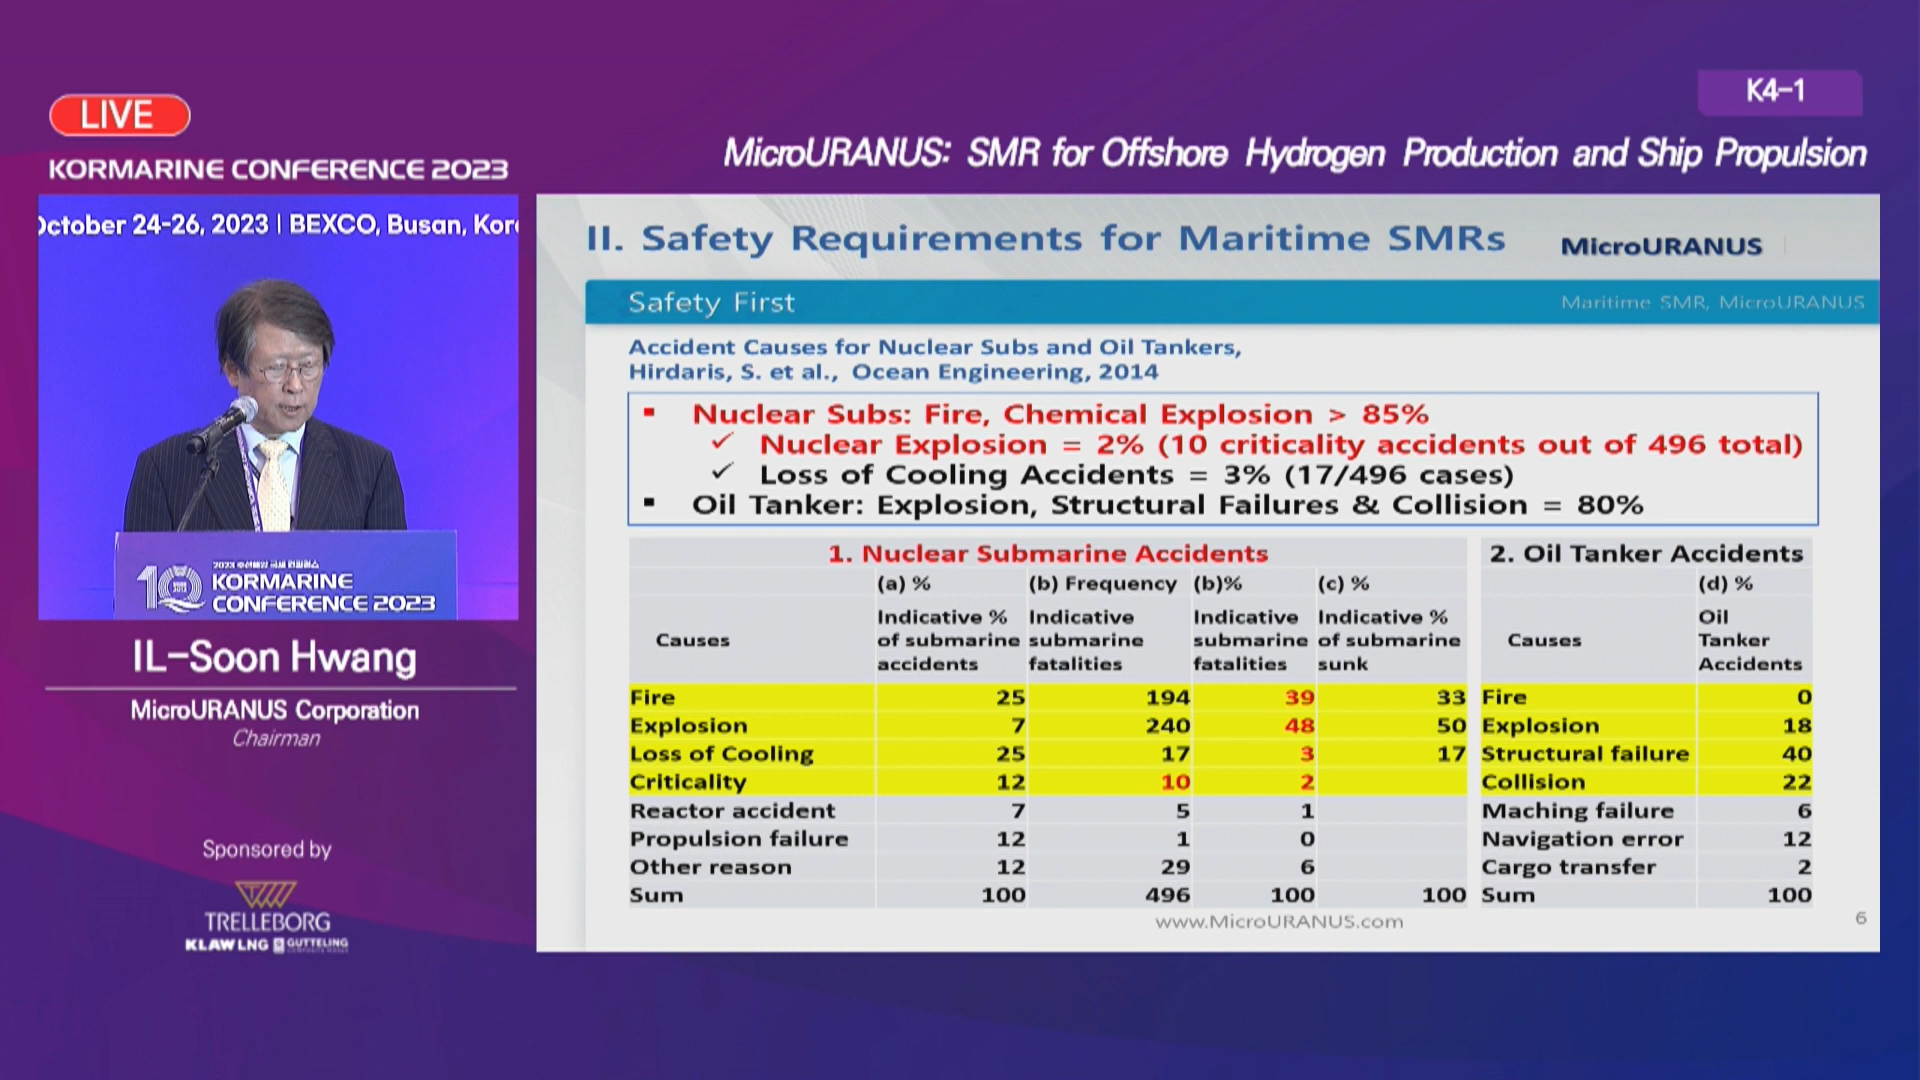 K4-1
LIVE
KORMARINE CONFERENCE 2023
MicroURANUS: SMR for Offshore Hydrogen Production and Ship Propulsion
October 24-26, 2023 | BEXCO, Busan, Kor
10
KORMARINE
CONFERENCE 2023
IL-Soon Hwang
MicroURANUS Corporation
Chairman
Sponsored by
TRELLEBORG
KLAW LNG GUTTELING
II. Safety Requirements for Maritime SMRs
MicroURANUS
Safety First
Maritime SMR, MicroURANUS
Accident Causes for Nuclear Subs and Oil Tankers,
Hirdaris, S. et al., Ocean Engineering, 2014
▪ Nuclear Subs: Fire, Chemical Explosion > 85%
✓ Nuclear Explosion = 2% (10 criticality accidents out of 496 total)
✓ Loss of Cooling Accidents = 3% (17/496 cases)
▪ Oil Tanker: Explosion, Structural Failures & Collision = 80%
1. Nuclear Submarine Accidents
(a) % (b) Frequency (b)% (c) %
Causes Indicative % of submarine accidents Indicative submarine fatalities Indicative submarine fatalities Indicative % of submarine sunk
Fire 25 194 39 33
Explosion 7 240 48 50
Loss of Cooling 25 17 3 17
Criticality 12 10 2
Reactor accident 7 5 1
Propulsion failure 12 1 0
Other reason 12 29 6
Sum 100 496 100 100
2. Oil Tanker Accidents
(d) %
Causes Oil Tanker Accidents
Fire 0
Explosion 18
Structural failure 40
Collision 22
Maching failure 6
Navigation error 12
Cargo transfer 2
Sum 100
www.MicroURANUS.com
6